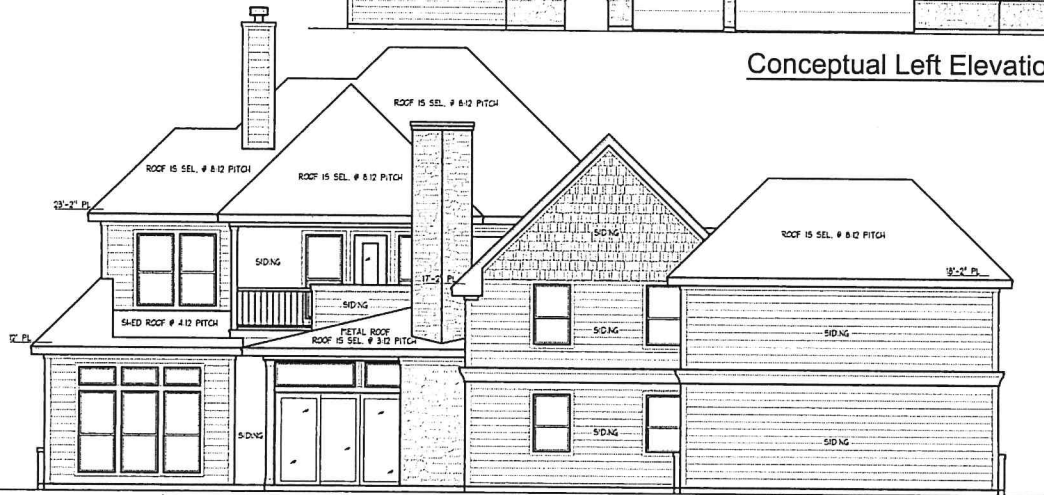 Conceptual Left Elevatio
ROOF IS SEL. @ 8:12 PITCH
ROOF IS SEL. @ 8:12 PITCH
ROOF IS SEL. @ 8:12 PITCH
23'-2" PL
SIDING
ROOF IS SEL. @ 8:12 PITCH
SIDING
17'-2" PL
18'-2" PL
SIDING
SHED ROOF @ 4:12 PITCH
METAL ROOF
ROOF IS SEL. @ 3:12 PITCH
SIDING
SIDING
12' PL
SIDING
SIDING
SIDING